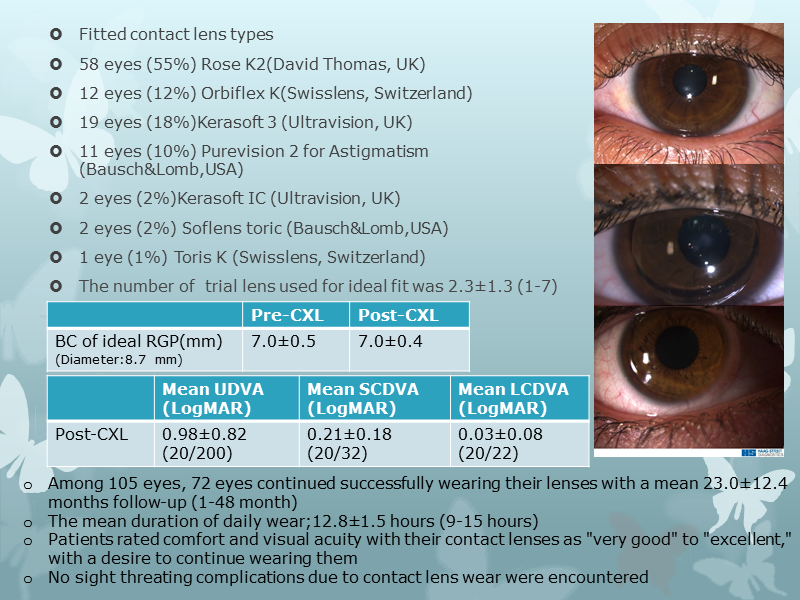 Fitted contact lens types
58 eyes (55%) Rose K2(David Thomas, UK)
12 eyes (12%) Orbiflex K(Swisslens, Switzerland)
19 eyes (18%)Kerasoft 3 (Ultravision, UK)
11 eyes (10%) Purevision 2 for Astigmatism
(Bausch&Lomb,USA)
2 eyes (2%)Kerasoft IC (Ultravision, UK)
2 eyes (2%) Soflens toric (Bausch&Lomb,USA)
1 eye (1%) Toris K (Swisslens, Switzerland)
The number of  trial lens used for ideal fit was 2.3±1.3 (1-7)
Pre-CXL Post-CXL
BC of ideal RGP(mm) 7.0±0.5 7.0±0.4
(Diameter:8.7  mm)
Mean UDVA Mean SCDVA Mean LCDVA
(LogMAR) (LogMAR) (LogMAR)
Post-CXL 0.98±0.82 0.21±0.18 0.03±0.08
(20/200) (20/32) (20/22)
HS HAAG-STREIT
DIAGNOSTICS
o Among 105 eyes, 72 eyes continued successfully wearing their lenses with a mean 23.0±12.4
months follow-up (1-48 month)
o The mean duration of daily wear;12.8±1.5 hours (9-15 hours)
o Patients rated comfort and visual acuity with their contact lenses as "very good" to "excellent,"
with a desire to continue wearing them
o No sight threating complications due to contact lens wear were encountered